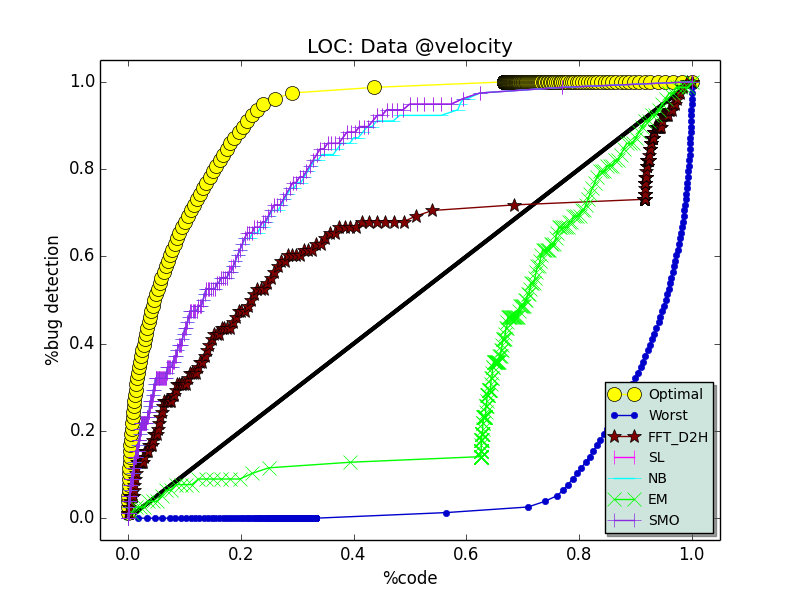 LOC: Data @velocity
1.0
0.8
0.6
0.4
0.2
0.0
%bug detection
Optimal
Worst
FFT_D2H
SL
NB
EM
SMO
0.0 0.2 0.4 0.6 0.8 1.0
%code